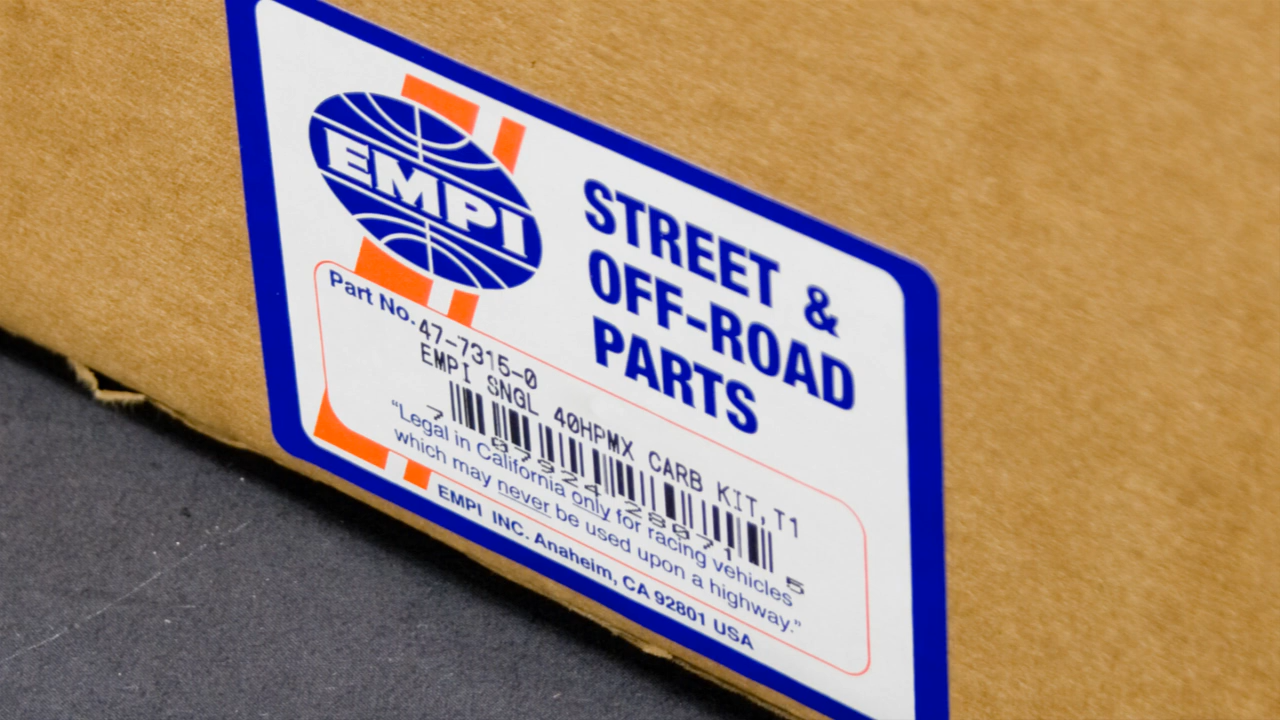 EMPI
STREET &
OFF-ROAD
PARTS
Part No. 47-7315-0
EMPI SNGL 40HPMX CARB KIT,T1
7 07924 28071 5
“Legal in California only for racing vehicles
which may never be used upon a highway.”
EMPI INC. Anaheim, CA 92801 USA